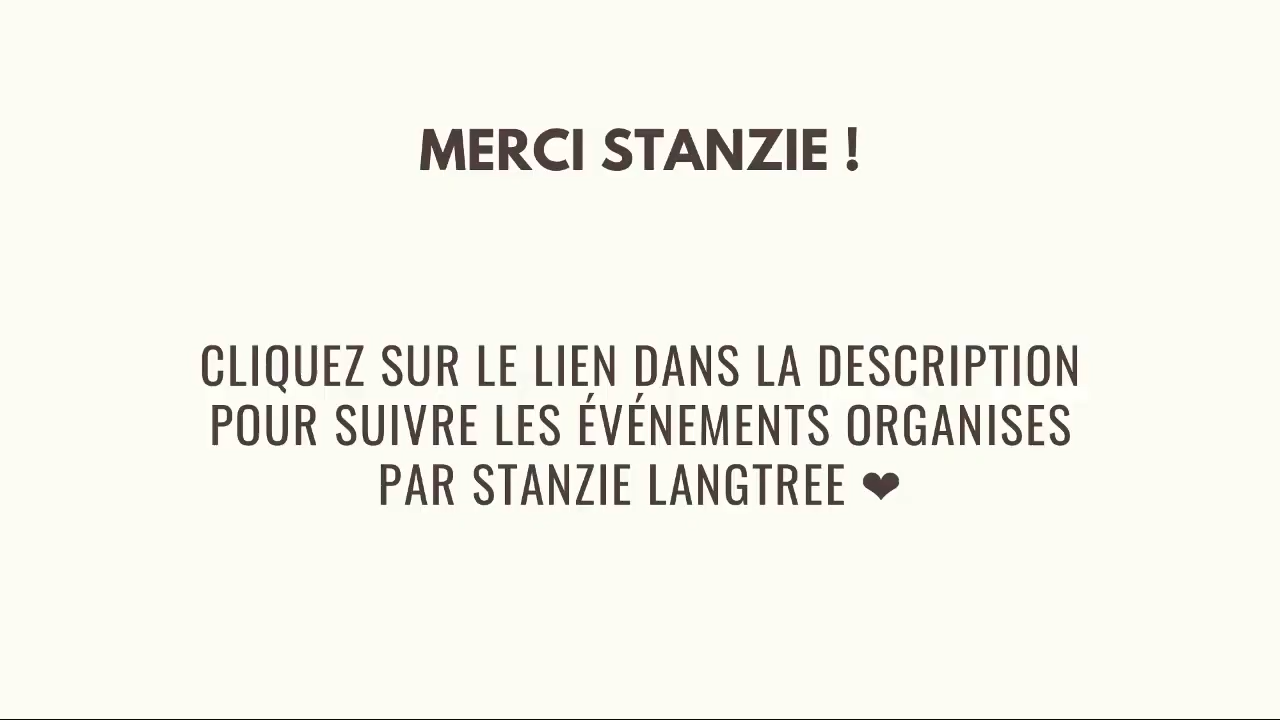 MERCI STANZIE !
CLIQUEZ SUR LE LIEN DANS LA DESCRIPTION
POUR SUIVRE LES ÉVÉNEMENTS ORGANISES
PAR STANZIE LANGTREE ❤